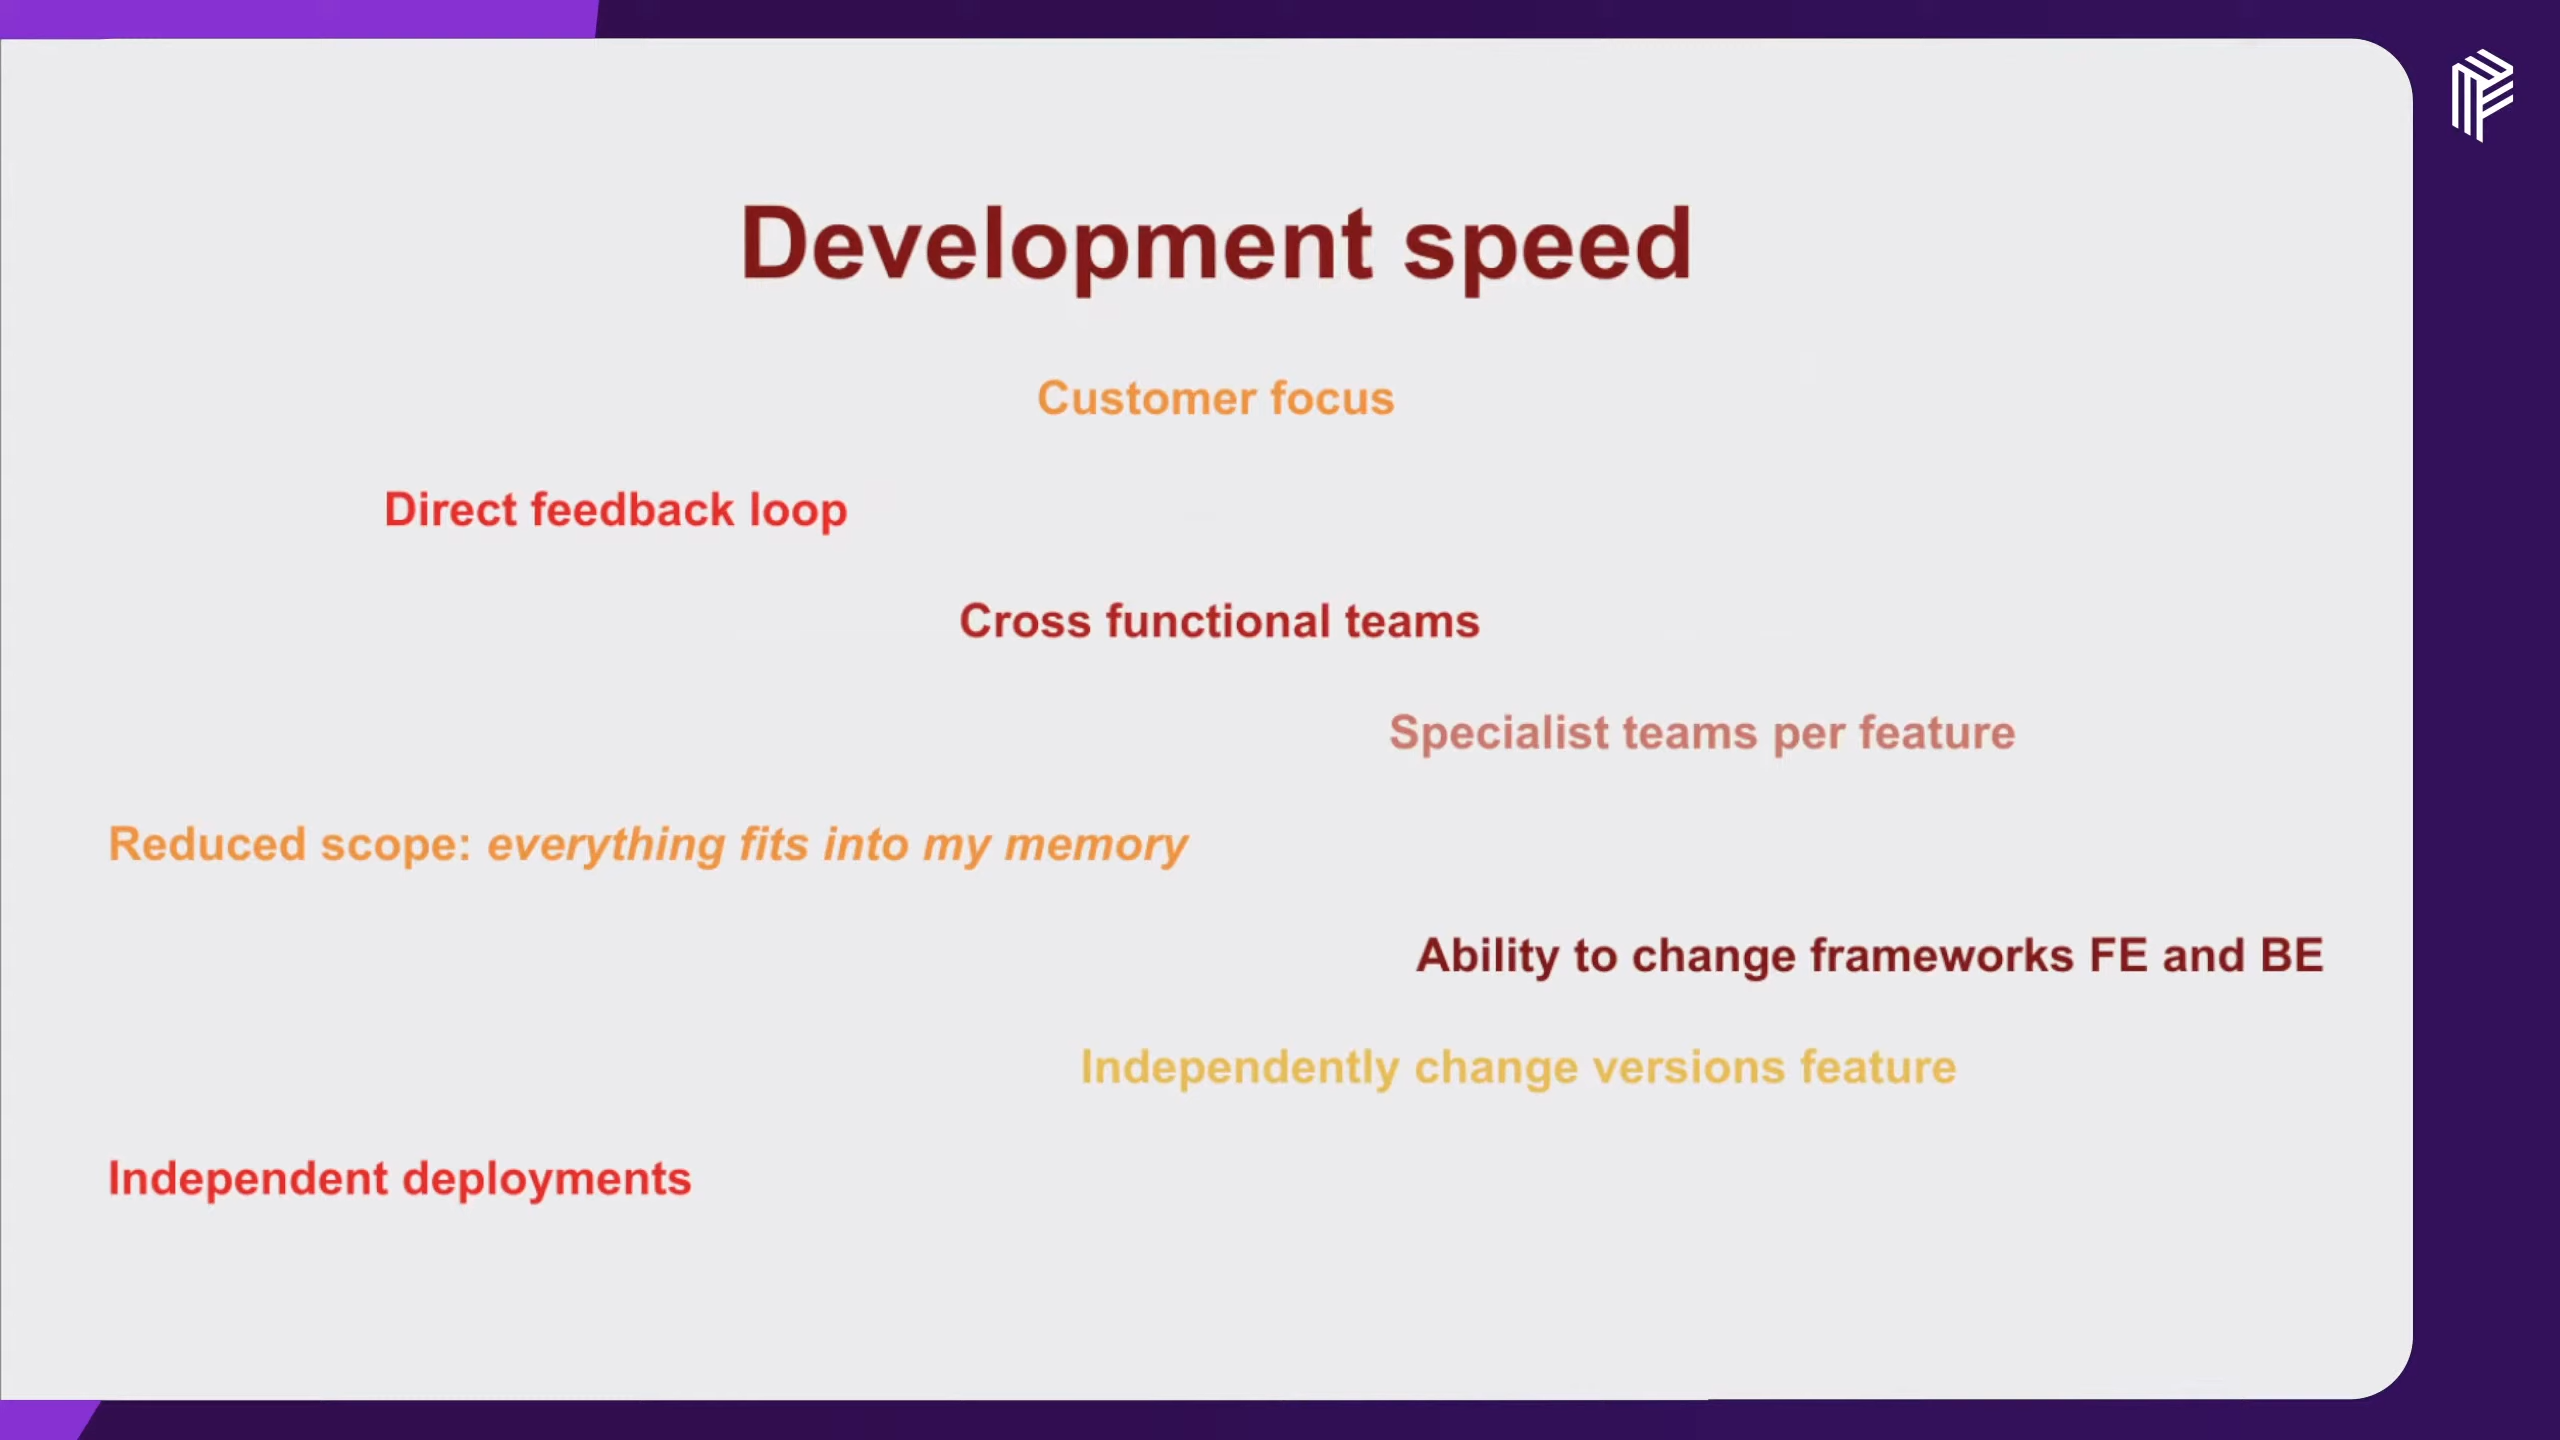 Development speed
Customer focus
Direct feedback loop
Cross functional teams
Specialist teams per feature
Reduced scope: everything fits into my memory
Ability to change frameworks FE and BE
Independently change versions feature
Independent deployments